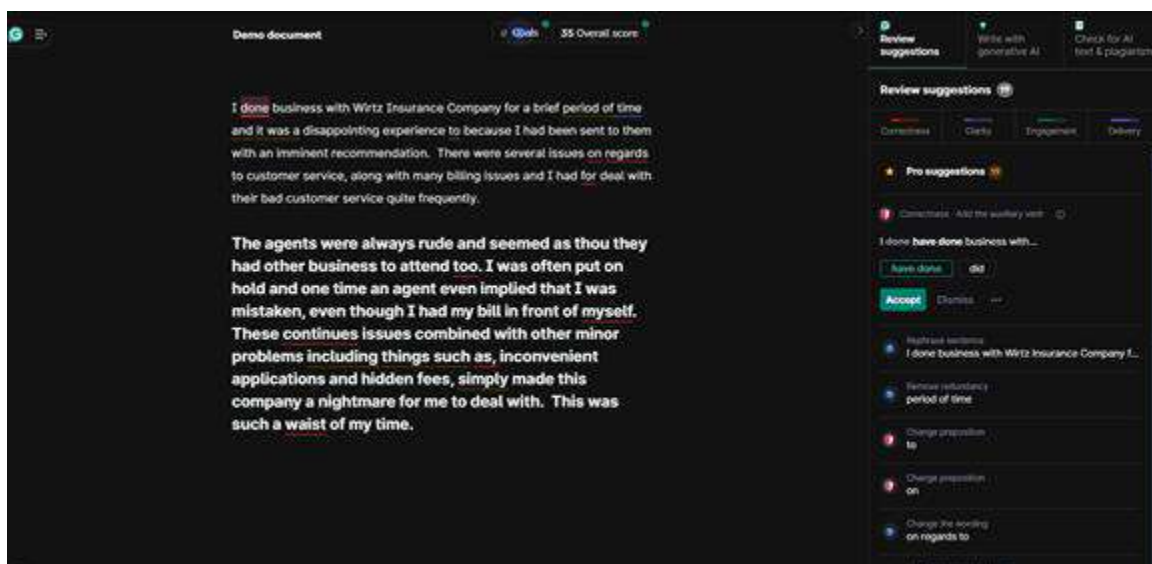 Demo document
Goals
35 Overall score
Review
suggestions
Write with
generative AI
Check for AI
text & plagiarism
Review suggestions
Correctness
Clarity
Engagement
Delivery
I done business with Wirtz Insurance Company for a brief period of time
and it was a disappointing experience to because I had been sent to them
with an imminent recommendation. There were several issues on regards
to customer service, along with many billing issues and I had for deal with
their bad customer service quite frequently.
The agents were always rude and seemed as thou they
had other business to attend too. I was often put on
hold and one time an agent even implied that I was
mistaken, even though I had my bill in front of myself.
These continues issues combined with other minor
problems including things such as, inconvenient
applications and hidden fees, simply made this
company a nightmare for me to deal with. This was
such a waist of my time.
Pro suggestions
Correctness · Add the auxiliary verb
I done have done business with...
have done
did
Accept
Dismiss
Rephrase sentence
I done business with Wirtz Insurance Company f...
Remove redundancy
period of time
Change preposition
to
Change preposition
on
Change the wording
on regards to